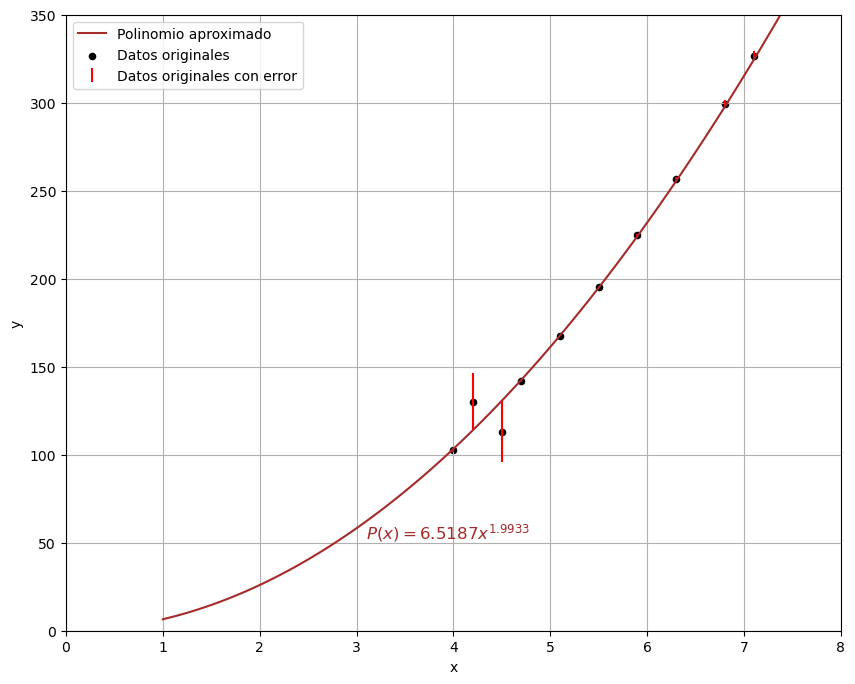 Polinomio aproximado
Datos originales
Datos originales con error
350
300
250
200
150
100
50
0
y
P(x) = 6.5187x^{1.9933}
0 1 2 3 4 5 6 7 8
x